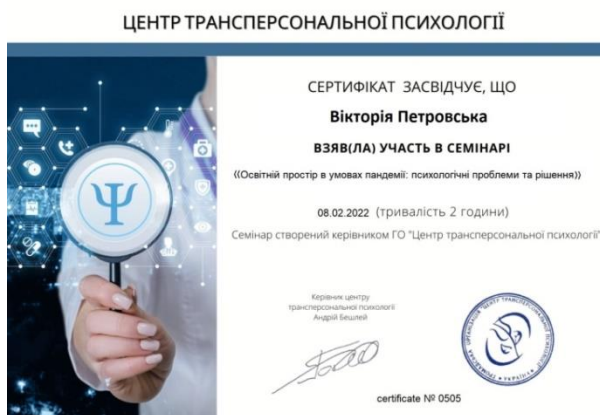 ЦЕНТР ТРАНСПЕРСОНАЛЬНОЇ ПСИХОЛОГІЇ
СЕРТИФІКАТ ЗАСВІДЧУЄ, ЩО
Вікторія Петровська
ВЗЯВ(ЛА) УЧАСТЬ В СЕМІНАРІ
((Освітній простір в умовах пандемії: психологічні проблеми та рішення))
08.02.2022 (тривалість 2 години)
Семінар створений керівником ГО "Центр трансперсональної психології"
Керівник центру
трансперсональної психології
Андрій Бешлей
certificate № 0505